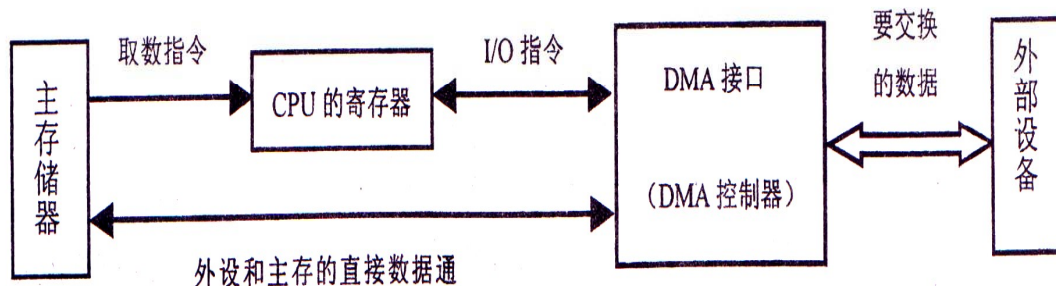 主存储器
取数指令
CPU 的寄存器
I/O 指令
DMA 接口
(DMA 控制器)
要交换
的数据
外部设备
外设和主存的直接数据通